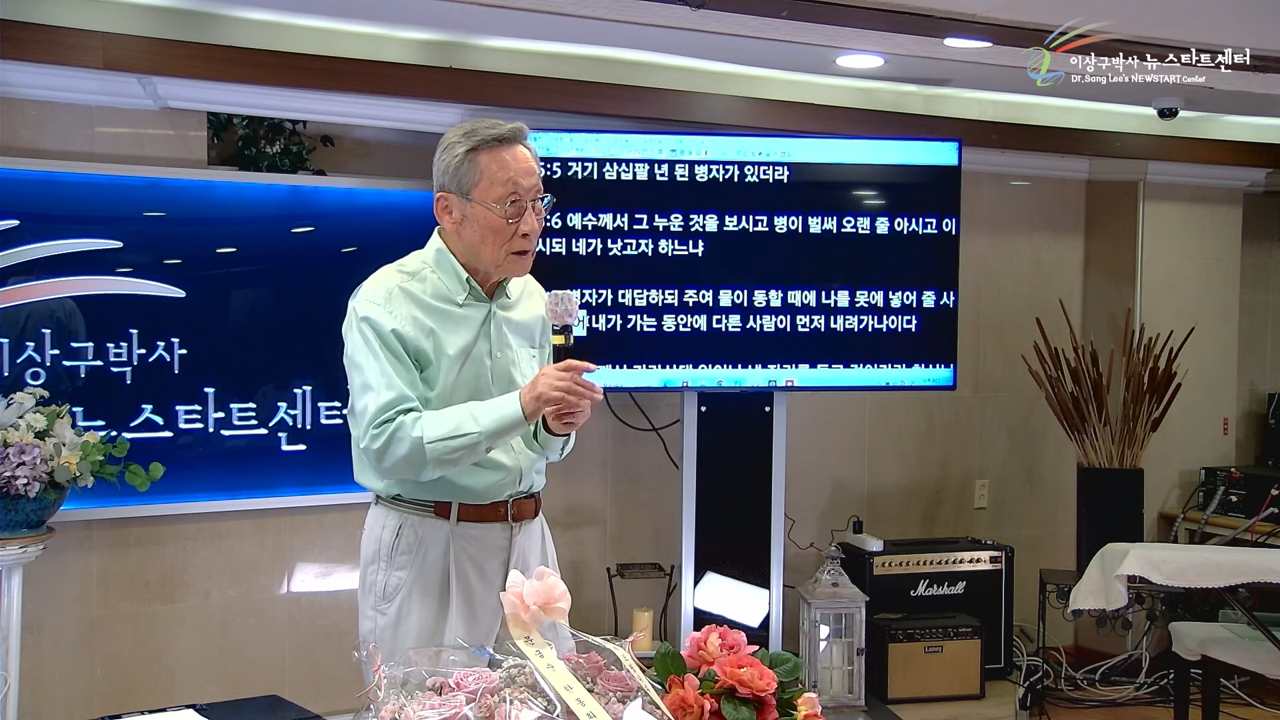 이상구박사 뉴스타트센터
Dr.Sang Lee's NEWSTART Center
5:5 거기 삼십팔 년 된 병자가 있더라
:6 예수께서 그 누운 것을 보시고 병이 벌써 오랜 줄 아시고 이
시되 네가 낫고자 하느냐
병자가 대답하되 주여 물이 동할 때에 나를 못에 넣어 줄 사
어 내가 가는 동안에 다른 사람이 먼저 내려가나이다
이상구박사
뉴스타트센터
Marshall
Laney